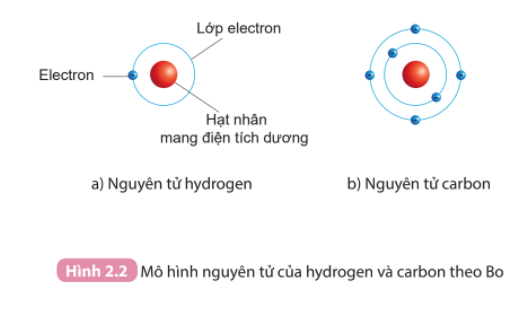 Lớp electron
Electron
Hạt nhân
mang điện tích dương
a) Nguyên tử hydrogen
b) Nguyên tử carbon
Hình 2.2 Mô hình nguyên tử của hydrogen và carbon theo Bo